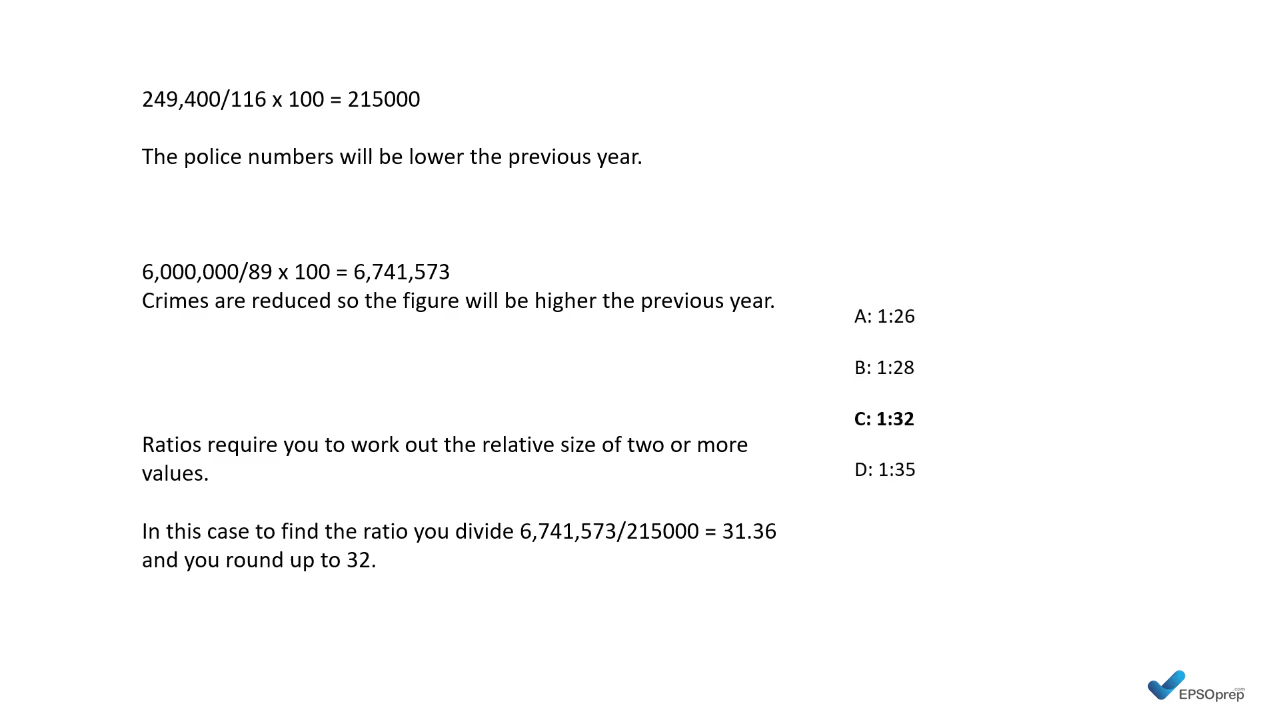 249,400/116 x 100 = 215000
The police numbers will be lower the previous year.
6,000,000/89 x 100 = 6,741,573
Crimes are reduced so the figure will be higher the previous year.
A: 1:26
B: 1:28
C: 1:32
D: 1:35
Ratios require you to work out the relative size of two or more
values.
In this case to find the ratio you divide 6,741,573/215000 = 31.36
and you round up to 32.
EPSOprep.com